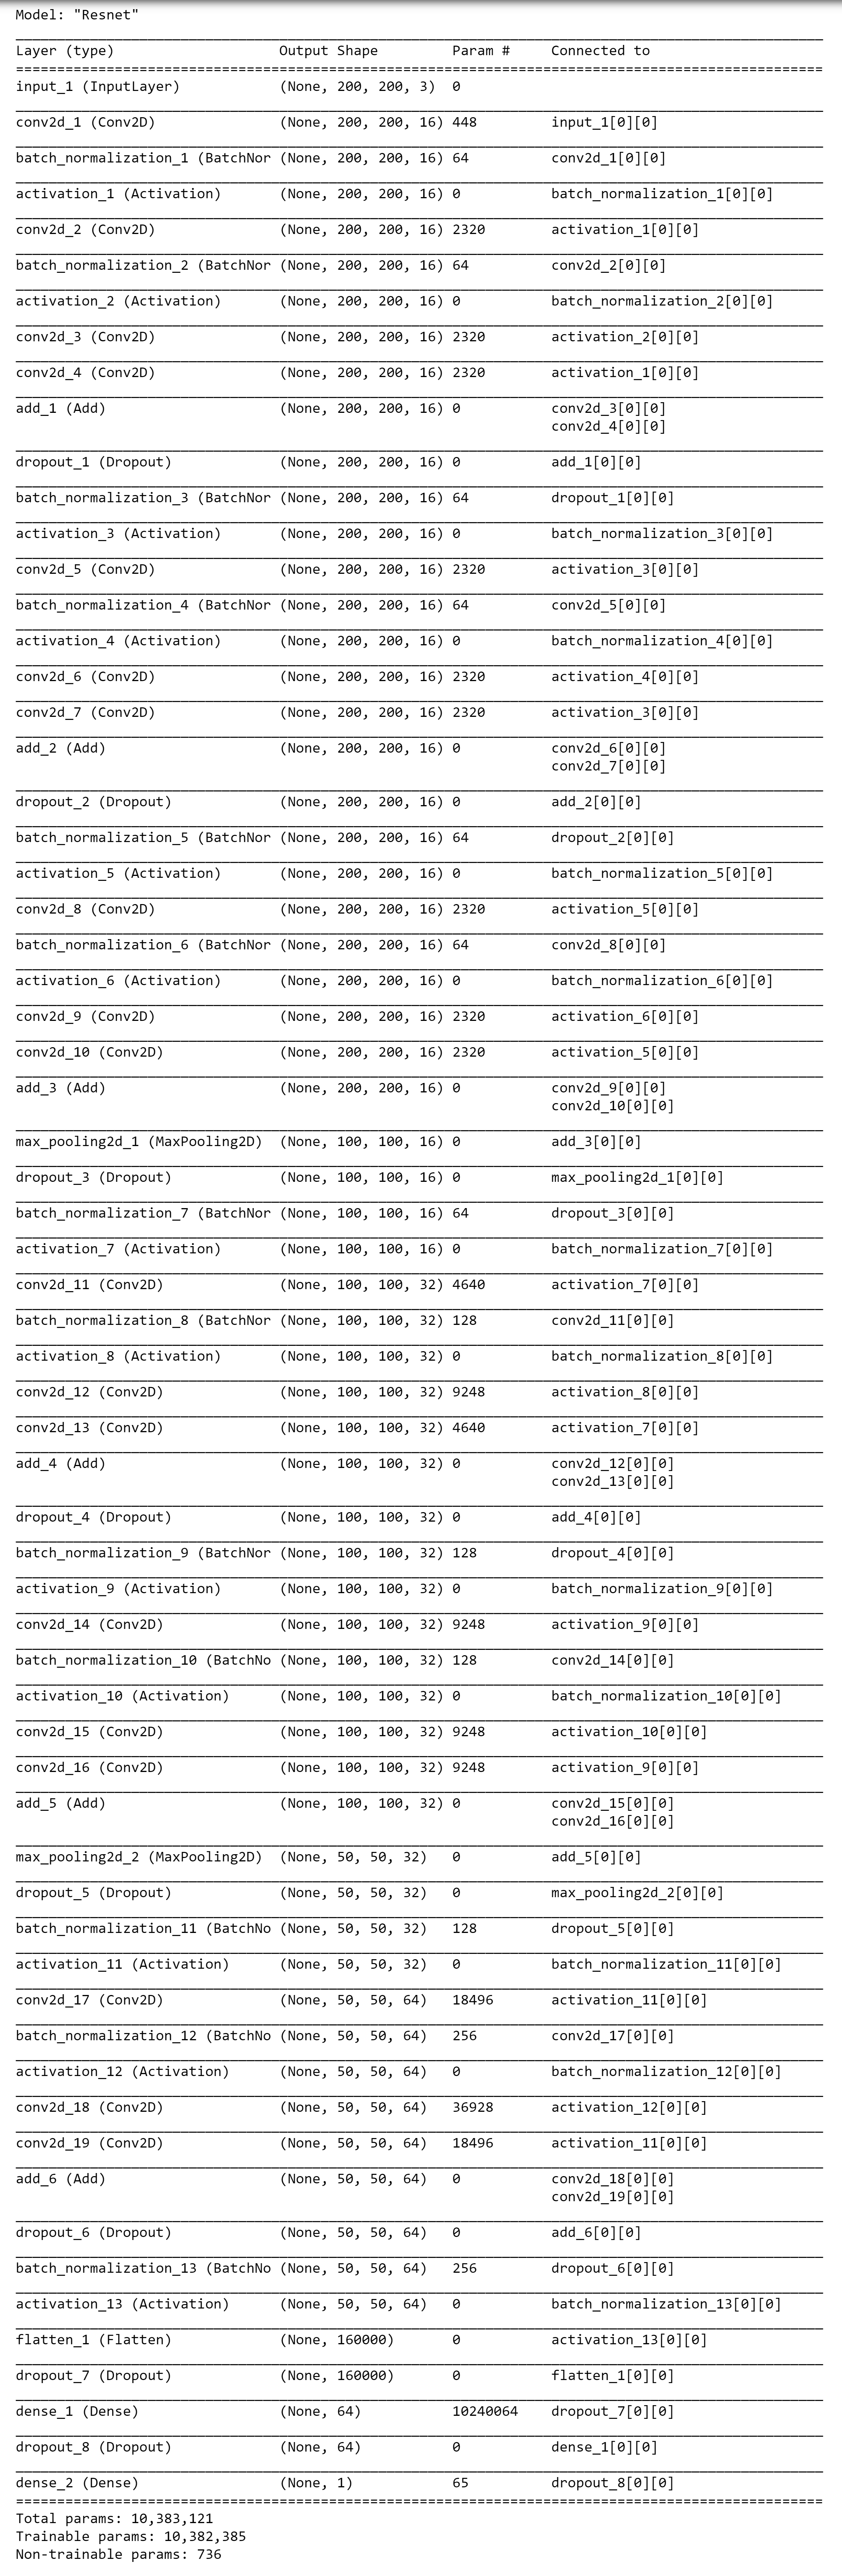 Model: "Resnet"
Layer (type) Output Shape Param # Connected to
input_1 (InputLayer) (None, 200, 200, 3) 0
conv2d_1 (Conv2D) (None, 200, 200, 16) 448 input_1[0][0]
batch_normalization_1 (BatchNor (None, 200, 200, 16) 64 conv2d_1[0][0]
activation_1 (Activation) (None, 200, 200, 16) 0 batch_normalization_1[0][0]
conv2d_2 (Conv2D) (None, 200, 200, 16) 2320 activation_1[0][0]
batch_normalization_2 (BatchNor (None, 200, 200, 16) 64 conv2d_2[0][0]
activation_2 (Activation) (None, 200, 200, 16) 0 batch_normalization_2[0][0]
conv2d_3 (Conv2D) (None, 200, 200, 16) 2320 activation_2[0][0]
conv2d_4 (Conv2D) (None, 200, 200, 16) 2320 activation_1[0][0]
add_1 (Add) (None, 200, 200, 16) 0 conv2d_3[0][0]
conv2d_4[0][0]
dropout_1 (Dropout) (None, 200, 200, 16) 0 add_1[0][0]
batch_normalization_3 (BatchNor (None, 200, 200, 16) 64 dropout_1[0][0]
activation_3 (Activation) (None, 200, 200, 16) 0 batch_normalization_3[0][0]
conv2d_5 (Conv2D) (None, 200, 200, 16) 2320 activation_3[0][0]
batch_normalization_4 (BatchNor (None, 200, 200, 16) 64 conv2d_5[0][0]
activation_4 (Activation) (None, 200, 200, 16) 0 batch_normalization_4[0][0]
conv2d_6 (Conv2D) (None, 200, 200, 16) 2320 activation_4[0][0]
conv2d_7 (Conv2D) (None, 200, 200, 16) 2320 activation_3[0][0]
add_2 (Add) (None, 200, 200, 16) 0 conv2d_6[0][0]
conv2d_7[0][0]
dropout_2 (Dropout) (None, 200, 200, 16) 0 add_2[0][0]
batch_normalization_5 (BatchNor (None, 200, 200, 16) 64 dropout_2[0][0]
activation_5 (Activation) (None, 200, 200, 16) 0 batch_normalization_5[0][0]
conv2d_8 (Conv2D) (None, 200, 200, 16) 2320 activation_5[0][0]
batch_normalization_6 (BatchNor (None, 200, 200, 16) 64 conv2d_8[0][0]
activation_6 (Activation) (None, 200, 200, 16) 0 batch_normalization_6[0][0]
conv2d_9 (Conv2D) (None, 200, 200, 16) 2320 activation_6[0][0]
conv2d_10 (Conv2D) (None, 200, 200, 16) 2320 activation_5[0][0]
add_3 (Add) (None, 200, 200, 16) 0 conv2d_9[0][0]
conv2d_10[0][0]
max_pooling2d_1 (MaxPooling2D) (None, 100, 100, 16) 0 add_3[0][0]
dropout_3 (Dropout) (None, 100, 100, 16) 0 max_pooling2d_1[0][0]
batch_normalization_7 (BatchNor (None, 100, 100, 16) 64 dropout_3[0][0]
activation_7 (Activation) (None, 100, 100, 16) 0 batch_normalization_7[0][0]
conv2d_11 (Conv2D) (None, 100, 100, 32) 4640 activation_7[0][0]
batch_normalization_8 (BatchNor (None, 100, 100, 32) 128 conv2d_11[0][0]
activation_8 (Activation) (None, 100, 100, 32) 0 batch_normalization_8[0][0]
conv2d_12 (Conv2D) (None, 100, 100, 32) 9248 activation_8[0][0]
conv2d_13 (Conv2D) (None, 100, 100, 32) 4640 activation_7[0][0]
add_4 (Add) (None, 100, 100, 32) 0 conv2d_12[0][0]
conv2d_13[0][0]
dropout_4 (Dropout) (None, 100, 100, 32) 0 add_4[0][0]
batch_normalization_9 (BatchNor (None, 100, 100, 32) 128 dropout_4[0][0]
activation_9 (Activation) (None, 100, 100, 32) 0 batch_normalization_9[0][0]
conv2d_14 (Conv2D) (None, 100, 100, 32) 9248 activation_9[0][0]
batch_normalization_10 (BatchNo (None, 100, 100, 32) 128 conv2d_14[0][0]
activation_10 (Activation) (None, 100, 100, 32) 0 batch_normalization_10[0][0]
conv2d_15 (Conv2D) (None, 100, 100, 32) 9248 activation_10[0][0]
conv2d_16 (Conv2D) (None, 100, 100, 32) 9248 activation_9[0][0]
add_5 (Add) (None, 100, 100, 32) 0 conv2d_15[0][0]
conv2d_16[0][0]
max_pooling2d_2 (MaxPooling2D) (None, 50, 50, 32) 0 add_5[0][0]
dropout_5 (Dropout) (None, 50, 50, 32) 0 max_pooling2d_2[0][0]
batch_normalization_11 (BatchNo (None, 50, 50, 32) 128 dropout_5[0][0]
activation_11 (Activation) (None, 50, 50, 32) 0 batch_normalization_11[0][0]
conv2d_17 (Conv2D) (None, 50, 50, 64) 18496 activation_11[0][0]
batch_normalization_12 (BatchNo (None, 50, 50, 64) 256 conv2d_17[0][0]
activation_12 (Activation) (None, 50, 50, 64) 0 batch_normalization_12[0][0]
conv2d_18 (Conv2D) (None, 50, 50, 64) 36928 activation_12[0][0]
conv2d_19 (Conv2D) (None, 50, 50, 64) 18496 activation_11[0][0]
add_6 (Add) (None, 50, 50, 64) 0 conv2d_18[0][0]
conv2d_19[0][0]
dropout_6 (Dropout) (None, 50, 50, 64) 0 add_6[0][0]
batch_normalization_13 (BatchNo (None, 50, 50, 64) 256 dropout_6[0][0]
activation_13 (Activation) (None, 50, 50, 64) 0 batch_normalization_13[0][0]
flatten_1 (Flatten) (None, 160000) 0 activation_13[0][0]
dropout_7 (Dropout) (None, 160000) 0 flatten_1[0][0]
dense_1 (Dense) (None, 64) 10240064 dropout_7[0][0]
dropout_8 (Dropout) (None, 64) 0 dense_1[0][0]
dense_2 (Dense) (None, 1) 65 dropout_8[0][0]
Total params: 10,383,121
Trainable params: 10,382,385
Non-trainable params: 736